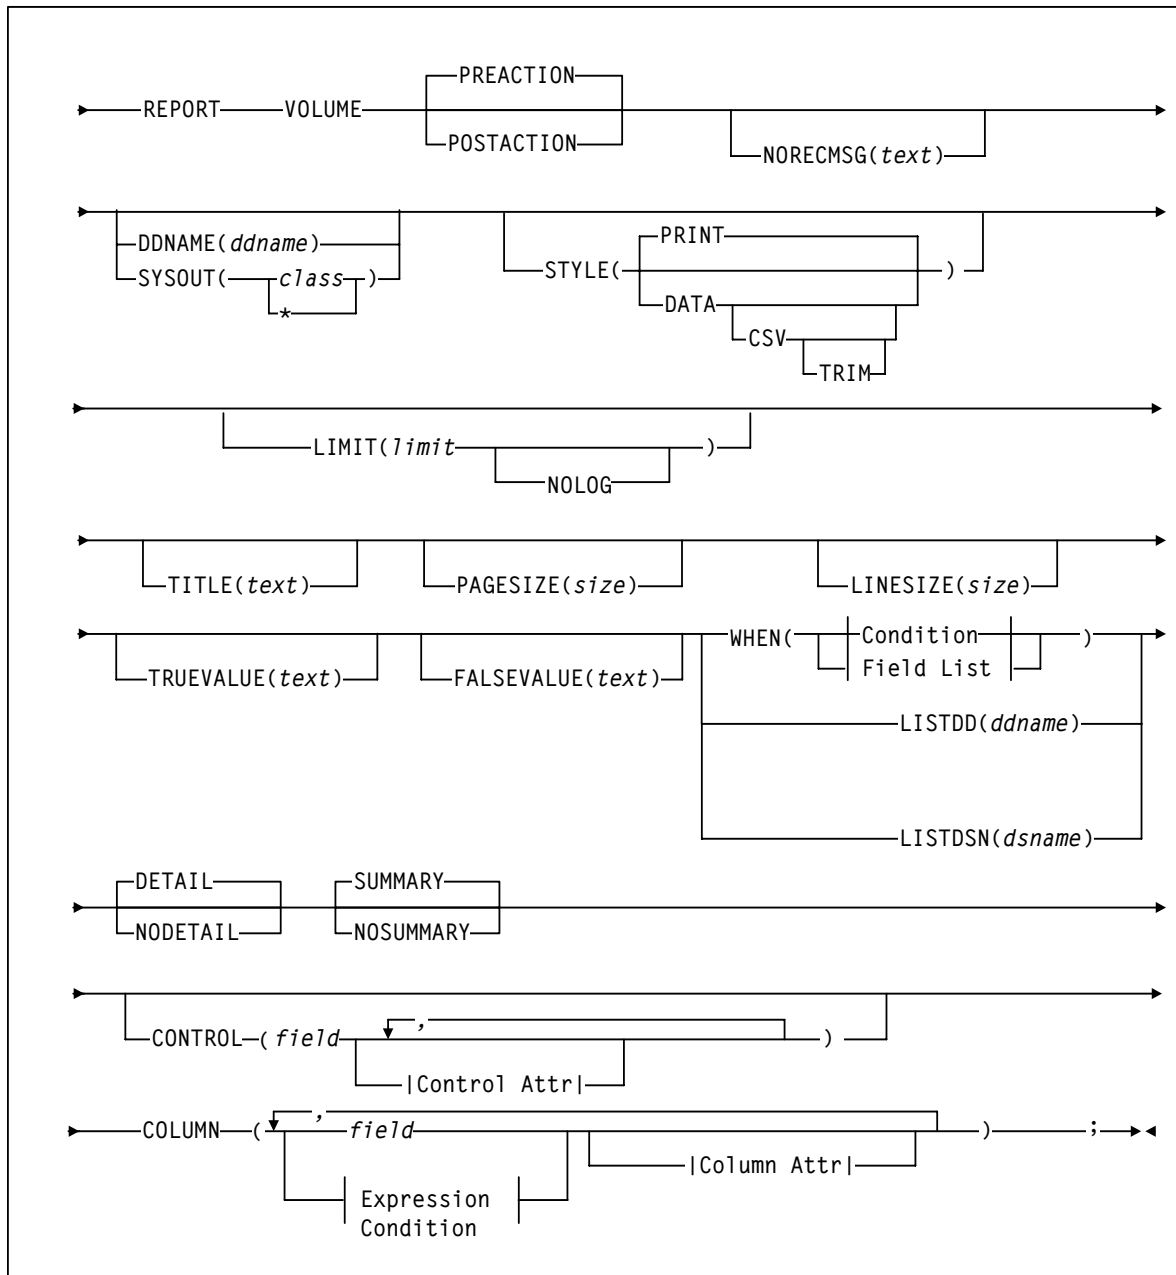 PREACTION
REPORT VOLUME
POSTACTION
NORECMSG(text)
DDNAME(ddname)
SYSOUT( class )
*
PRINT
STYLE( )
DATA
CSV
TRIM
LIMIT(limit )
NOLOG
TITLE(text) PAGESIZE(size) LINESIZE(size)
WHEN( Condition )
Field List
TRUEVALUE(text) FALSEVALUE(text)
LISTDD(ddname)
LISTDSN(dsname)
DETAIL SUMMARY
NODETAIL NOSUMMARY
,
CONTROL (field )
|Control Attr|
,
COLUMN ( field ) ;
|Column Attr|
Expression
Condition